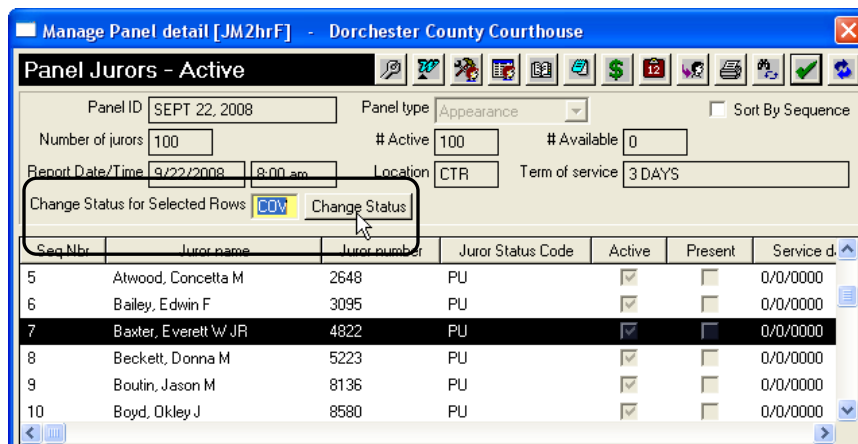 Manage Panel detail [JM2hrF] - Dorchester County Courthouse
Panel Jurors - Active
12
Panel ID SEPT 22, 2008 Panel type Appearance Sort By Sequence
Number of jurors 100 # Active 100 # Available 0
Report Date/Time 9/22/2008 8:00 am Location CTR Term of service 3 DAYS
Change Status for Selected Rows COV Change Status
Seq Nbr Juror name Juror number Juror Status Code Active Present Service d
5 Atwood, Concetta M 2648 PU 0/0/0000
6 Bailey, Edwin F 3095 PU 0/0/0000
7 Baxter, Everett W JR 4822 PU 0/0/0000
8 Beckett, Donna M 5223 PU 0/0/0000
9 Boutin, Jason M 8136 PU 0/0/0000
10 Boyd, Okley J 8580 PU 0/0/0000